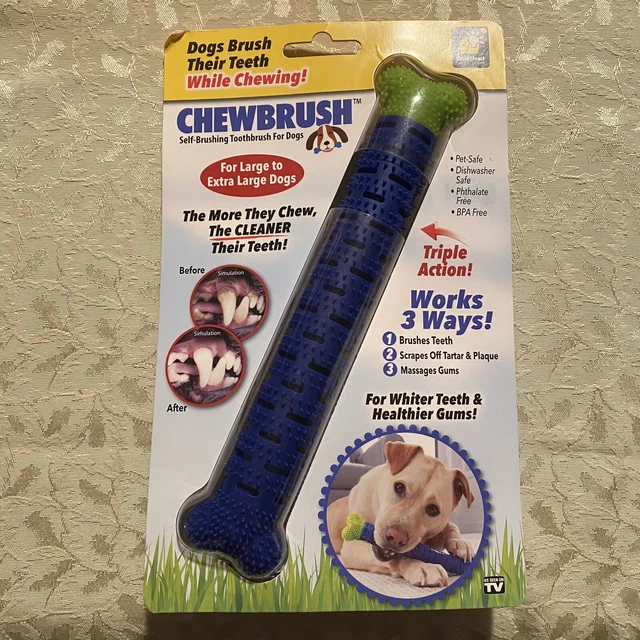 Dogs Brush
Their Teeth
While Chewing!
CHEWBRUSH™
Self-Brushing Toothbrush For Dogs
For Large to
Extra Large Dogs
The More They Chew,
The CLEANER
Their Teeth!
Before
Simulation
Simulation
After
• Pet-Safe
• Dishwasher
Safe
• Phthalate
Free
• BPA Free
Triple
Action!
Works
3 Ways!
1 Brushes Teeth
2 Scrapes Off Tartar & Plaque
3 Massages Gums
For Whiter Teeth &
Healthier Gums!
AS SEEN ON
TV